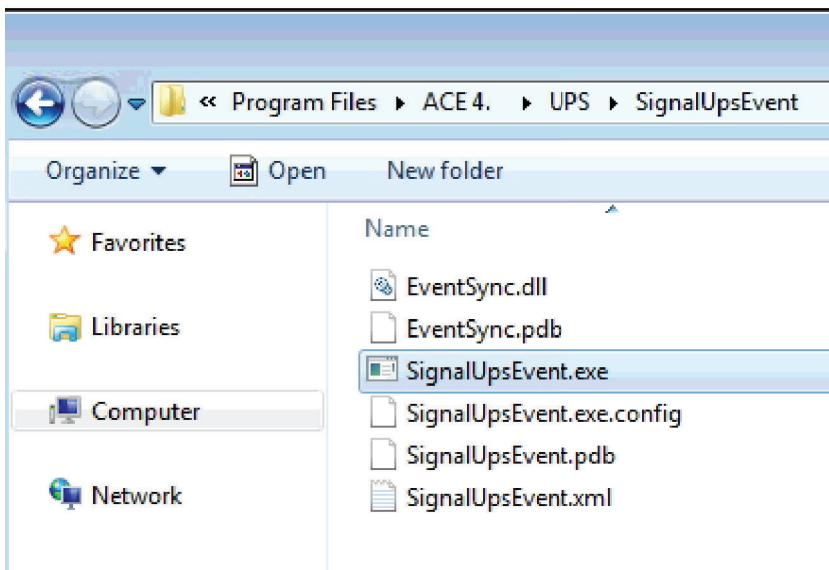 « Program Files ▸ ACE 4. ▸ UPS ▸ SignalUpsEvent
Organize ▾ Open New folder
Favorites
Libraries
Computer
Network
Name
EventSync.dll
EventSync.pdb
SignalUpsEvent.exe
SignalUpsEvent.exe.config
SignalUpsEvent.pdb
SignalUpsEvent.xml